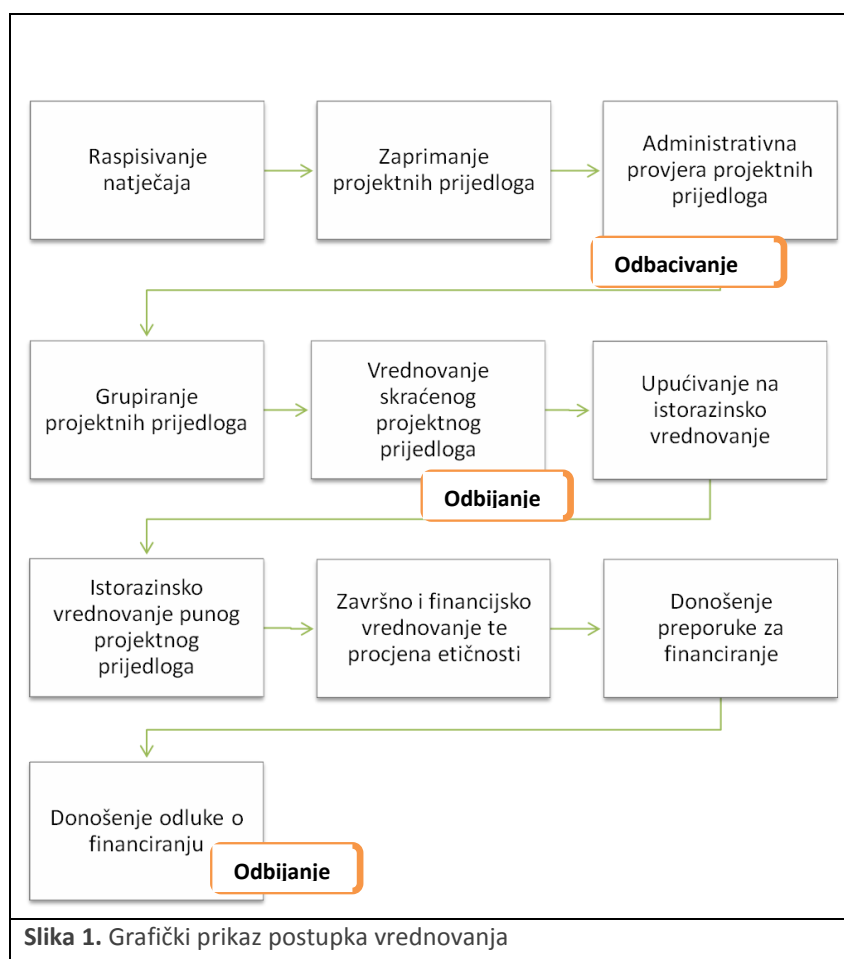 Raspisivanje
natječaja
Zaprimanje
projektnih prijedloga
Administrativna
provjera projektnih
prijedloga
Odbacivanje
Grupiranje
projektnih prijedloga
Vrednovanje
skraćenog
projektnog
prijedloga
Odbijanje
Upućivanje na
istorazinsko
vrednovanje
Istorazinsko
vrednovanje punog
projektnog
prijedloga
Završno i financijsko
vrednovanje te
procjena etičnosti
Donošenje
preporuke za
financiranje
Donošenje odluke o
financiranju
Odbijanje
Slika 1. Grafički prikaz postupka vrednovanja